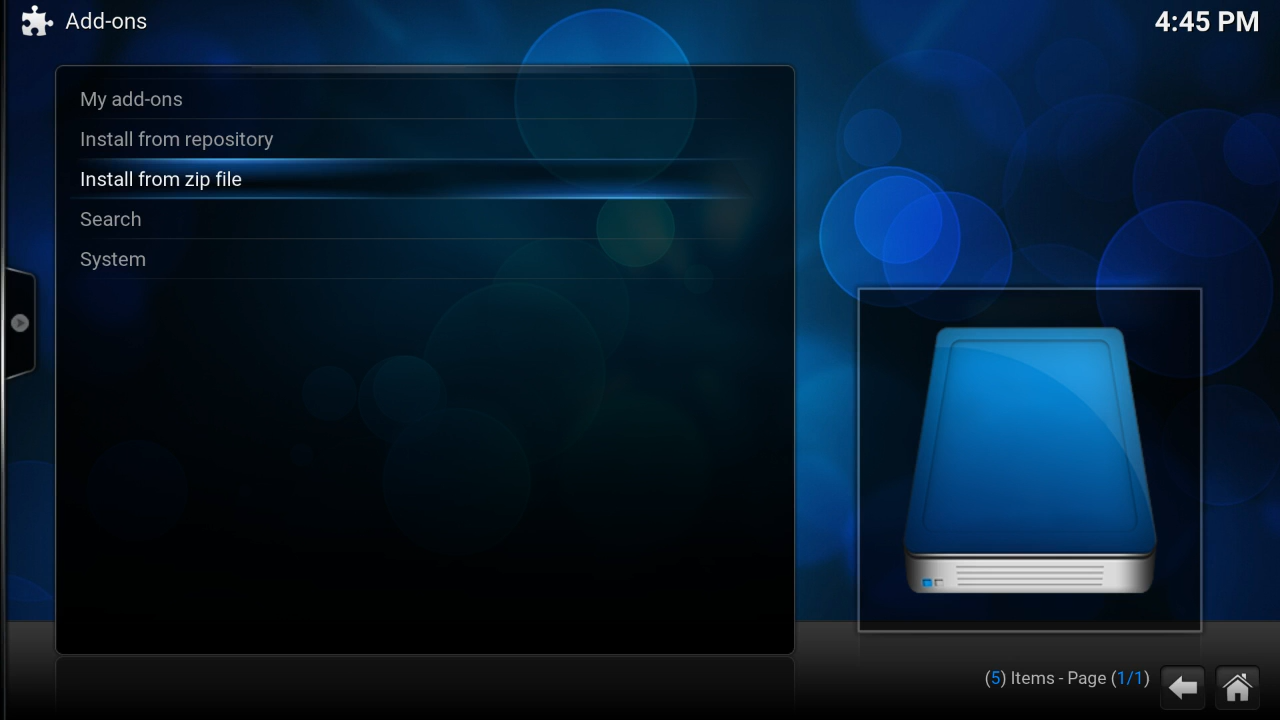 Add-ons
4:45 PM
My add-ons
Install from repository
Install from zip file
Search
System
(5) Items - Page (1/1)